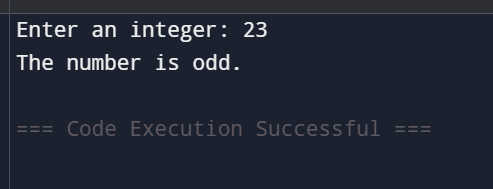 Enter an integer: 23
The number is odd.
=== Code Execution Successful ===